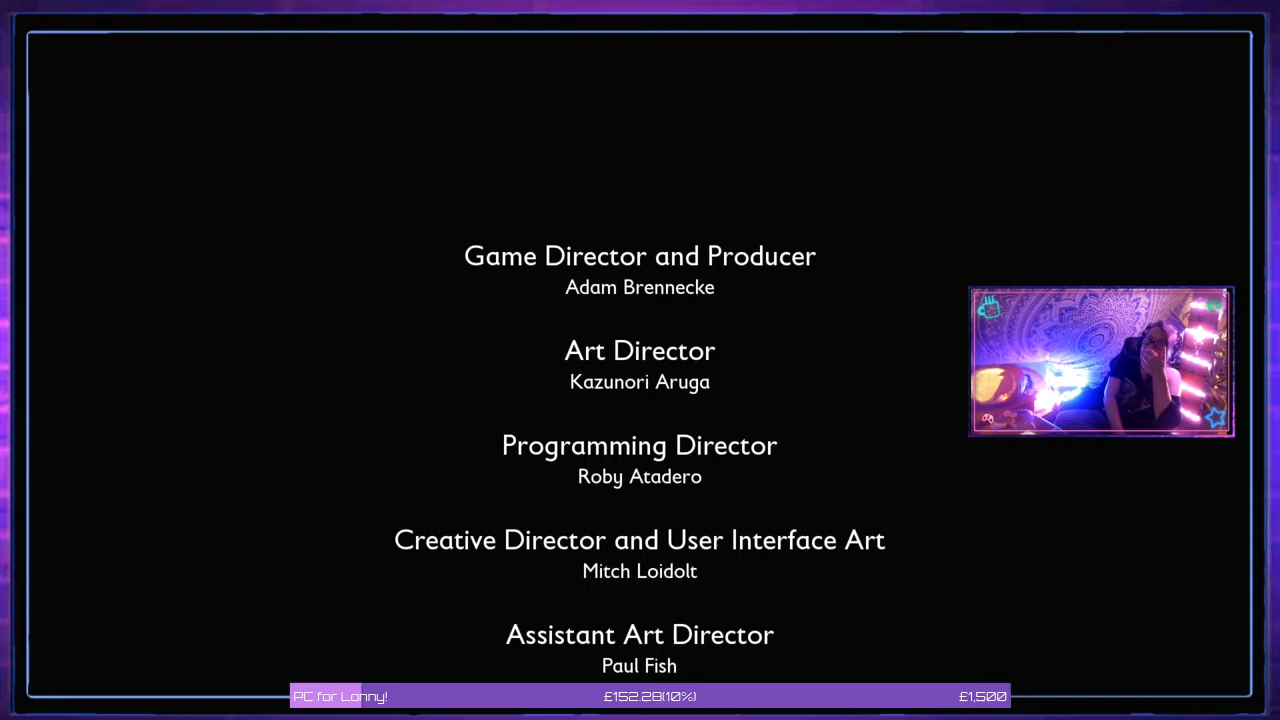 Game Director and Producer
Adam Brennecke
Art Director
Kazunori Aruga
Programming Director
Roby Atadero
Creative Director and User Interface Art
Mitch Loidolt
Assistant Art Director
Paul Fish
PC for Lonny! £152.28(10%) £1,500